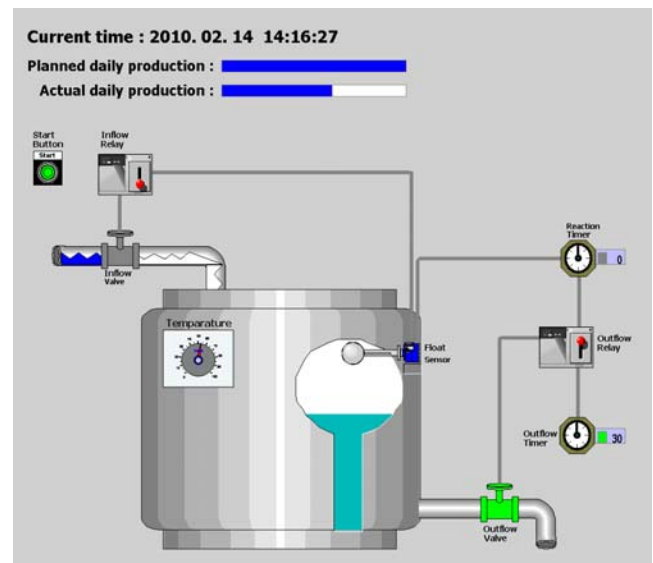 Current time : 2010. 02. 14 14:16:27
Planned daily production :
Actual daily production :
Start
Button
Start
Inflow
Relay
Inflow
Valve
Reaction
Timer
0
Temparature
Float
Sensor
Outflow
Relay
Outflow
Timer
30
Outflow
Valve